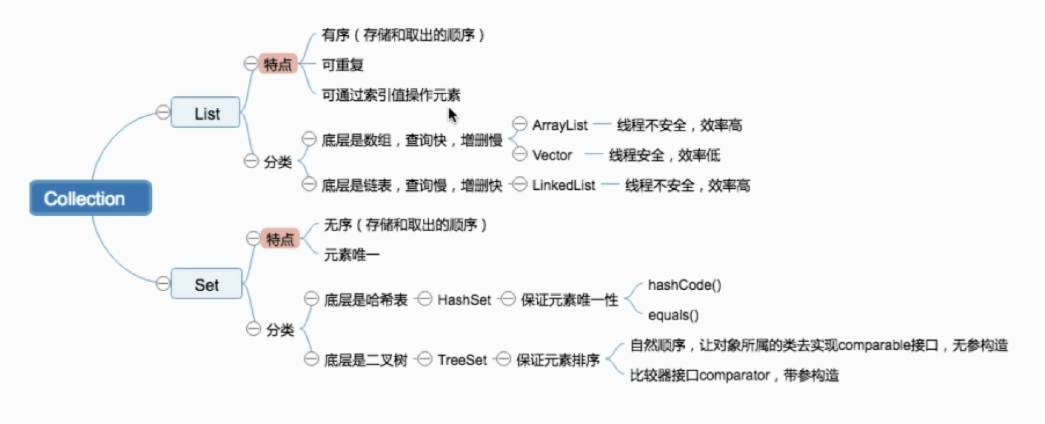 Collection
List
特点
有序（存储和取出的顺序）
可重复
可通过索引值操作元素
分类
底层是数组，查询快，增删慢
ArrayList
线程不安全，效率高
Vector
线程安全，效率低
底层是链表，查询慢，增删快
LinkedList
线程不安全，效率高
Set
特点
无序（存储和取出的顺序）
元素唯一
分类
底层是哈希表
HashSet
保证元素唯一性
hashCode()
equals()
底层是二叉树
TreeSet
保证元素排序
自然顺序，让对象所属的类去实现comparable接口，无参构造
比较器接口comparator，带参构造